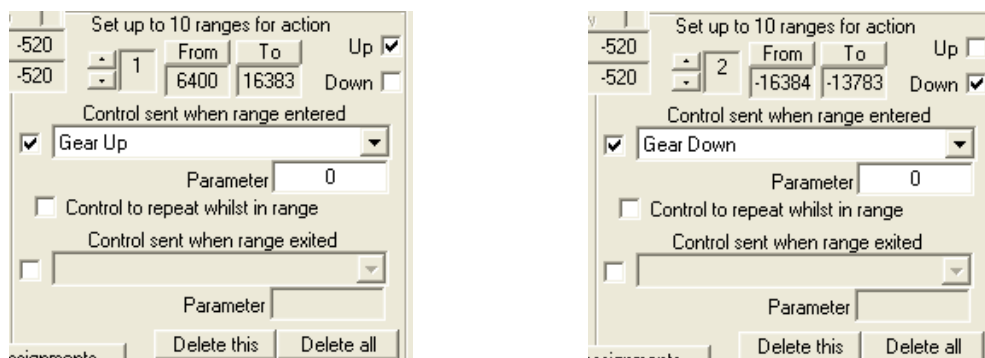 Set up to 10 ranges for action
-520
-520
1
From
To
6400
16383
Up
Down
Control sent when range entered
Gear Up
Parameter
0
Control to repeat whilst in range
Control sent when range exited
Parameter
Delete this
Delete all
Set up to 10 ranges for action
-520
-520
2
From
To
-16384
-13783
Up
Down
Control sent when range entered
Gear Down
Parameter
0
Control to repeat whilst in range
Control sent when range exited
Parameter
Delete this
Delete all